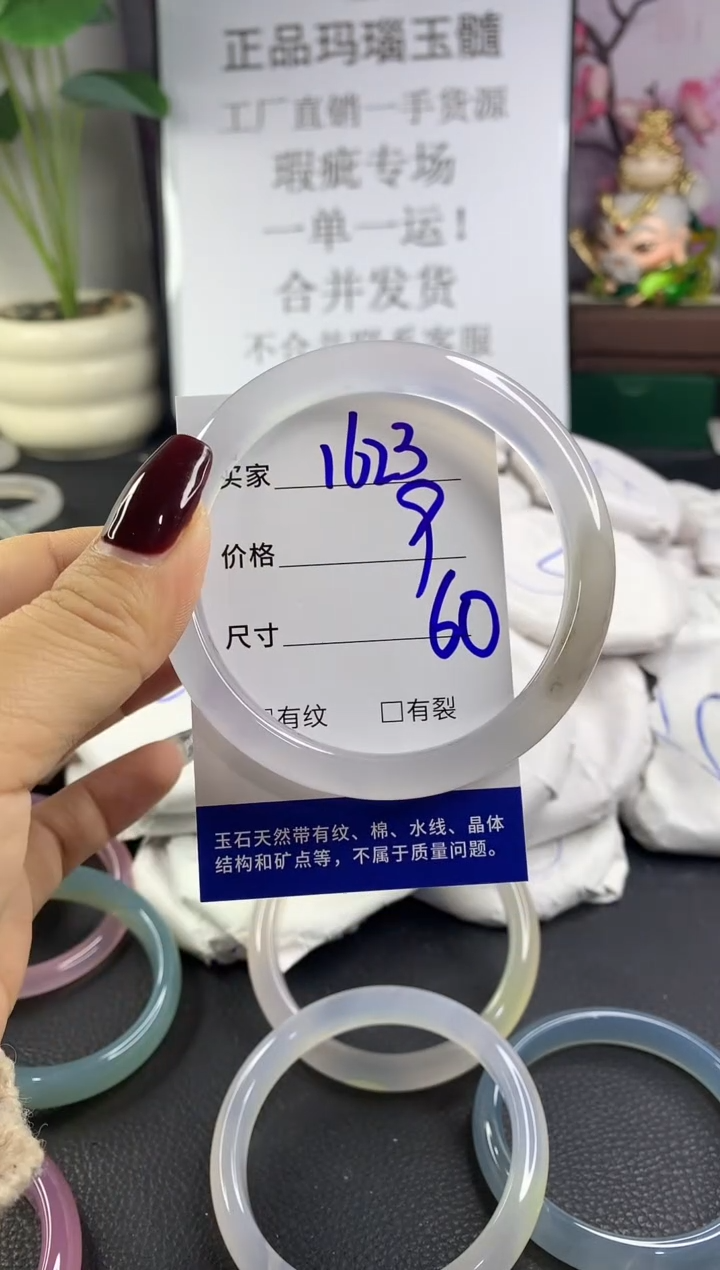 正品玛瑙玉髓
工厂直销一手货源
瑕疵专场
一单一运！
合并发货
不合并联系客服
买家 1623
价格 9
尺寸 60
□有纹 □有裂
玉石天然带有纹、棉、水线、晶体
结构和矿点等，不属于质量问题。